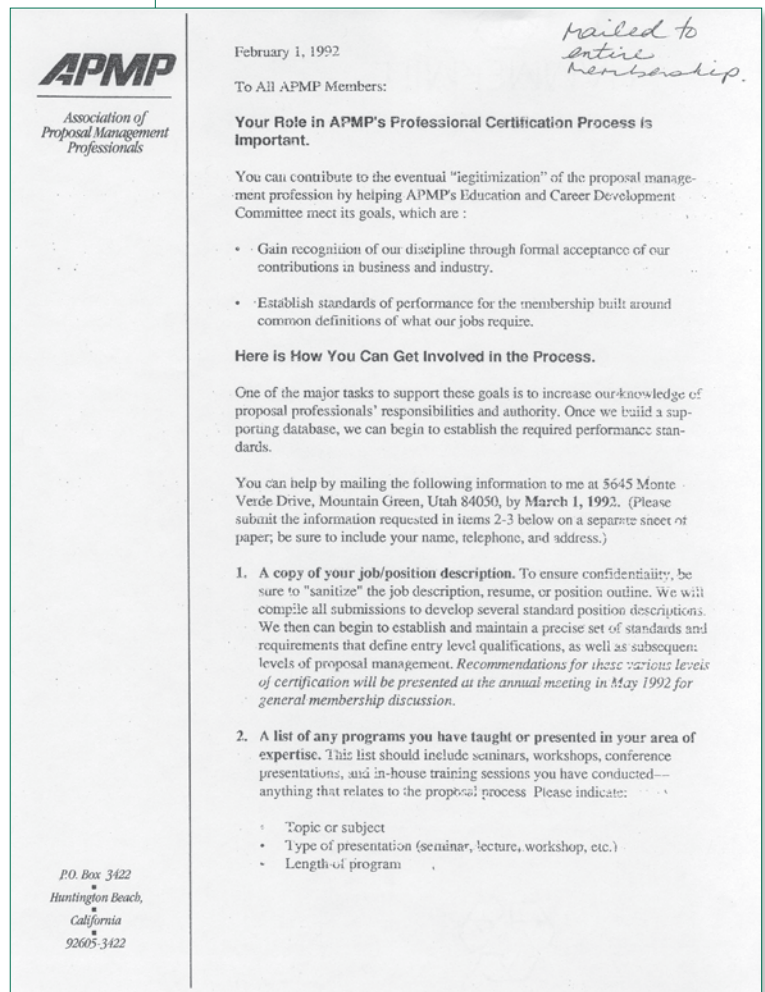 APMP
Association of
Proposal Management
Professionals
mailed to
entire
membership.
February 1, 1992
To All APMP Members:
Your Role in APMP's Professional Certification Process is
Important.
You can contribute to the eventual "legitimization" of the proposal manage-
ment profession by helping APMP's Education and Career Development
Committee meet its goals, which are :
• Gain recognition of our discipline through formal acceptance of our
contributions in business and industry.
• Establish standards of performance for the membership built around
common definitions of what our jobs require.
Here is How You Can Get Involved in the Process.
One of the major tasks to support these goals is to increase our knowledge of
proposal professionals' responsibilities and authority. Once we build a sup-
porting database, we can begin to establish the required performance stan-
dards.
You can help by mailing the following information to me at 5645 Monte
Verde Drive, Mountain Green, Utah 84050, by March 1, 1992. (Please
submit the information requested in items 2-3 below on a separate sheet of
paper; be sure to include your name, telephone, and address.)
1. A copy of your job/position description. To ensure confidentiality, be
sure to "sanitize" the job description, resume, or position outline. We will
compile all submissions to develop several standard position descriptions.
We then can begin to establish and maintain a precise set of standards and
requirements that define entry level qualifications, as well as subsequent
levels of proposal management. Recommendations for these various levels
of certification will be presented at the annual meeting in May 1992 for
general membership discussion.
2. A list of any programs you have taught or presented in your area of
expertise. This list should include seminars, workshops, conference
presentations, and in-house training sessions you have conducted—
anything that relates to the proposal process Please indicate:
• Topic or subject
• Type of presentation (seminar, lecture, workshop, etc.)
• Length of program
P.O. Box 3422
Huntington Beach,
California
92605-3422